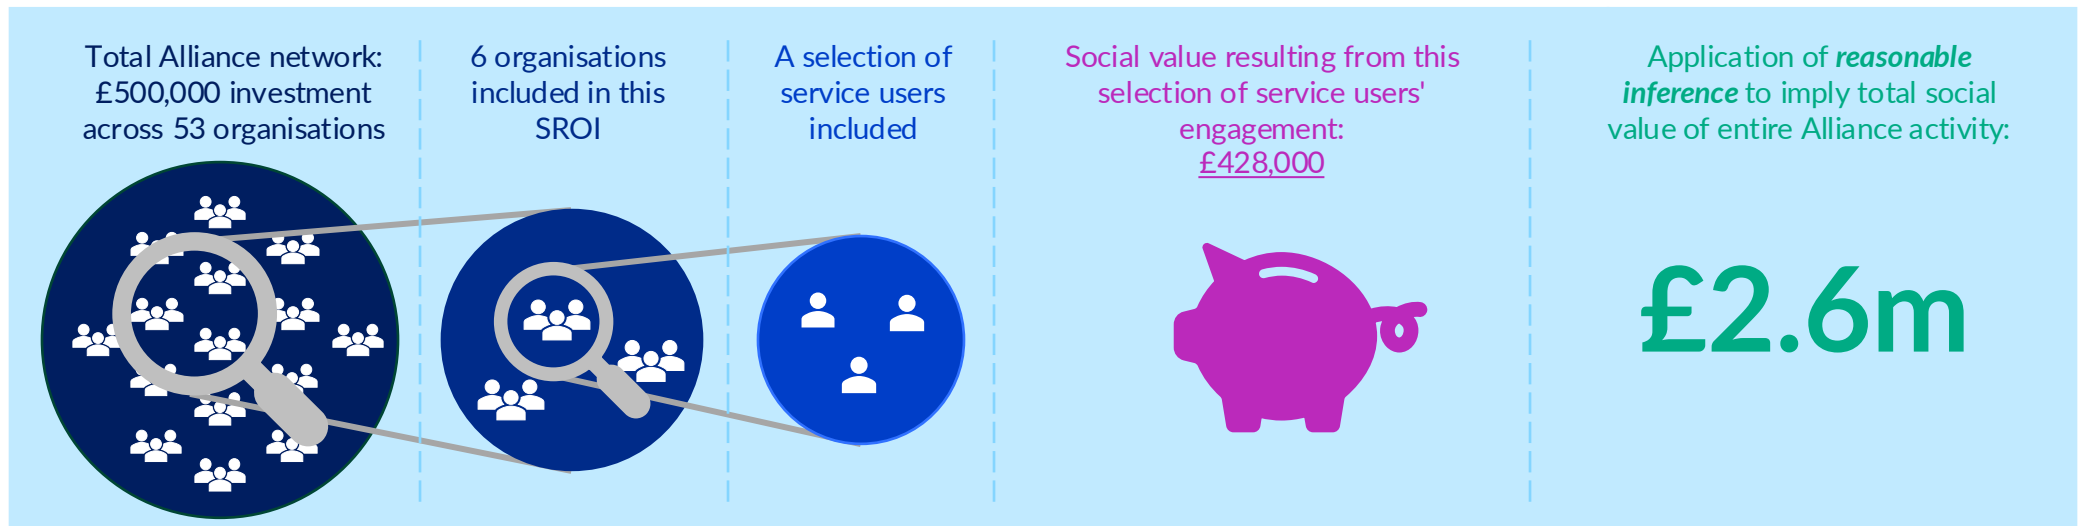 Total Alliance network:
£500,000 investment
across 53 organisations
6 organisations
included in this
SROI
A selection of
service users
included
Social value resulting from this
selection of service users'
engagement:
£428,000
Application of reasonable
inference to imply total social
value of entire Alliance activity:
£2.6m